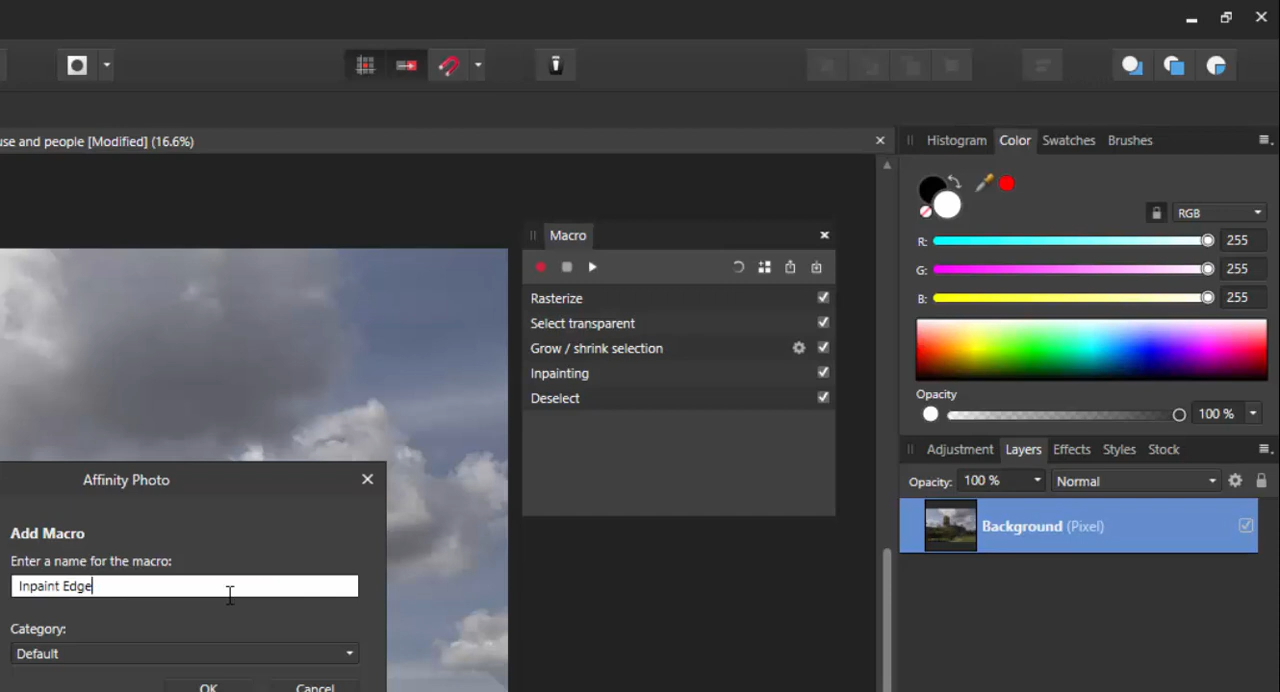 use and people [Modified] (16.6%)
Histogram Color Swatches Brushes
RGB
R: 255
G: 255
B: 255
Opacity
100 %
Macro
Rasterize
Select transparent
Grow / shrink selection
Inpainting
Deselect
Adjustment Layers Effects Styles Stock
Opacity: 100 % Normal
Background (Pixel)
Affinity Photo
Add Macro
Enter a name for the macro:
Inpaint Edge
Category:
Default
OK Cancel